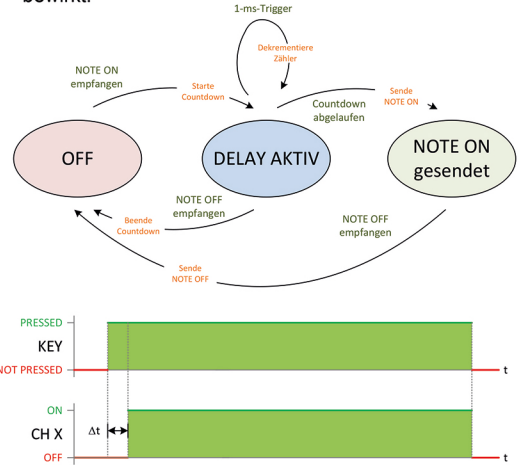 1-ms-Trigger
Dekrementiere
Zähler
NOTE ON
empfangen
Starte
Countdown
Sende
NOTE ON
Countdown
abgelaufen
OFF
DELAY AKTIV
NOTE ON
gesendet
NOTE OFF
empfangen
Beende
Countdown
NOTE OFF
empfangen
Sende
NOTE OFF
PRESSED
KEY
NOT PRESSED
t
ON
Δt
CH X
OFF
t